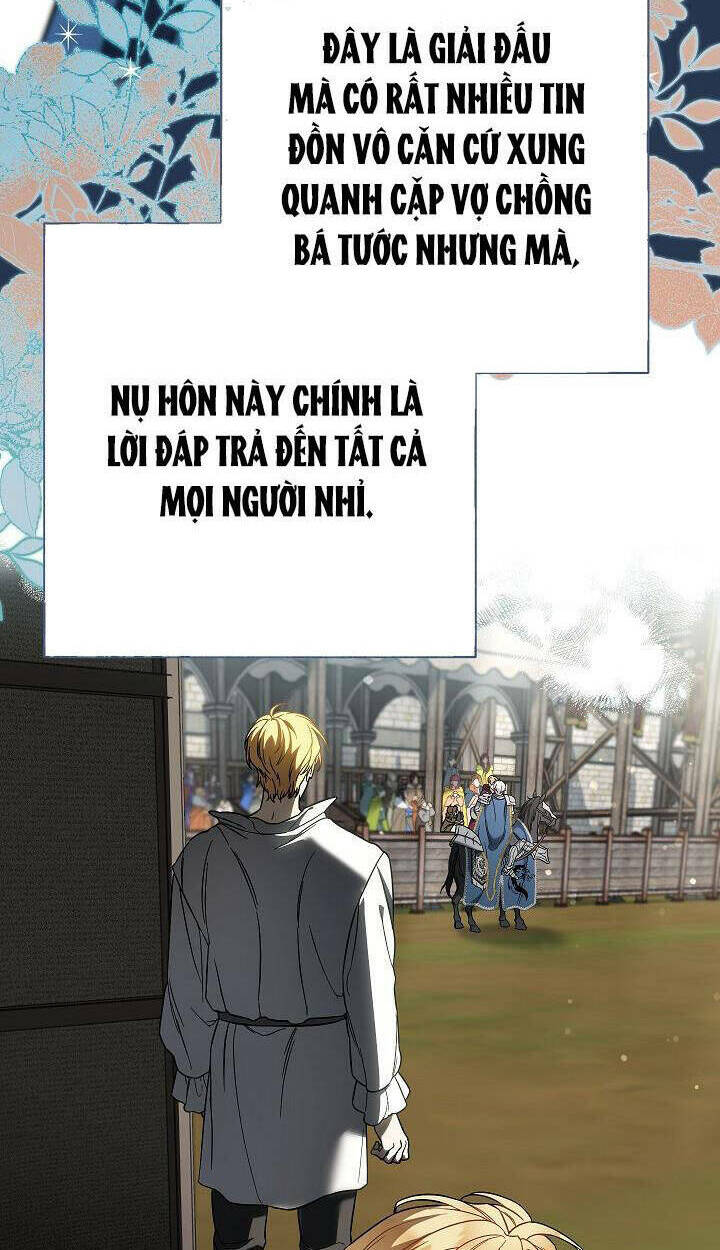 ĐÂY LÀ GIẢI ĐẤU
MÀ CÓ RẤT NHIỀU TIN
ĐỒN VÔ CĂN CỨ XUNG
QUANH CẶP VỢ CHỒNG
BÁ TƯỚC NHƯNG MÀ,
NỤ HÔN NÀY CHÍNH LÀ
LỜI ĐÁP TRẢ ĐẾN TẤT CẢ
MỌI NGƯỜI NHỈ.